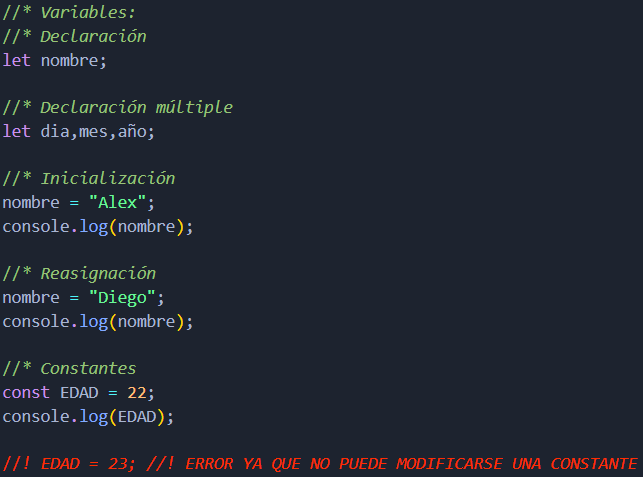 //* Variables:
//* Declaración
let nombre;
//* Declaración múltiple
let dia,mes,año;
//* Inicialización
nombre = "Alex";
console.log(nombre);
//* Reasignación
nombre = "Diego";
console.log(nombre);
//* Constantes
const EDAD = 22;
console.log(EDAD);
//! EDAD = 23; //! ERROR YA QUE NO PUEDE MODIFICARSE UNA CONSTANTE